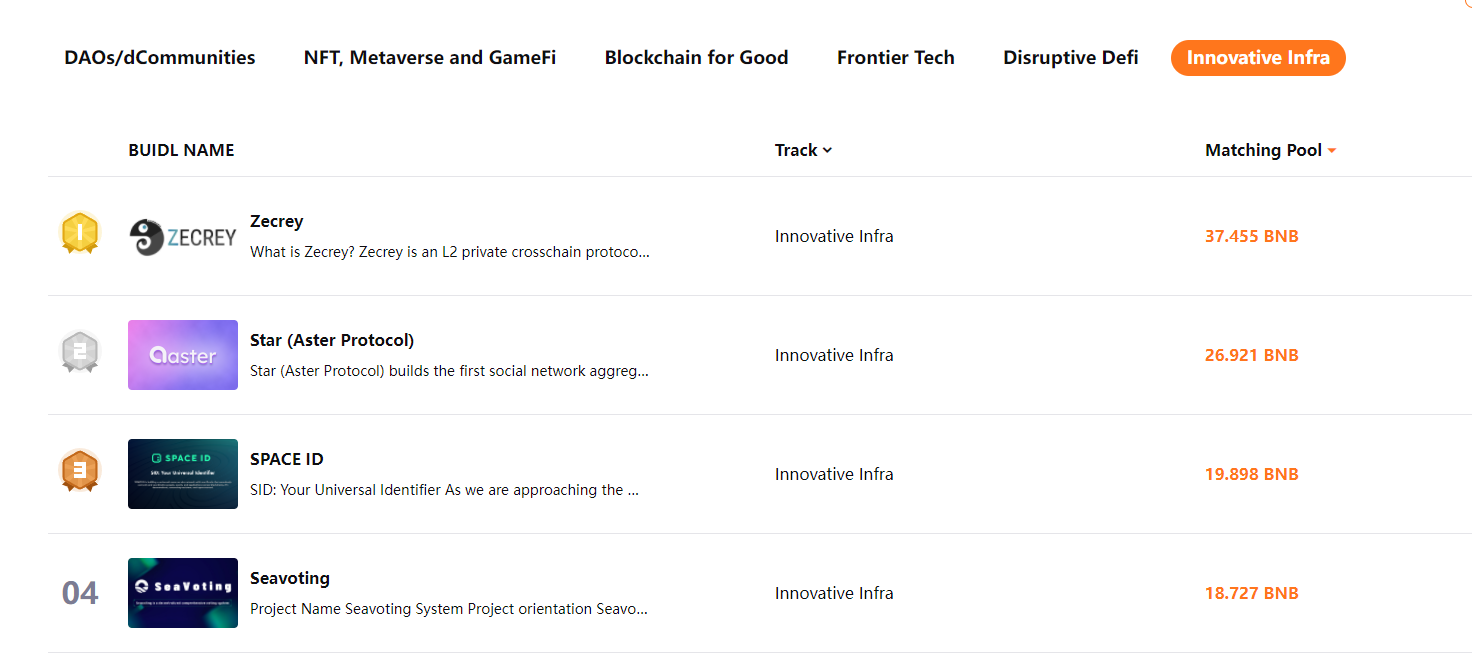 DAOs/dCommunities NFT, Metaverse and GameFi Blockchain for Good Frontier Tech Disruptive Defi Innovative Infra
BUIDL NAME Track Matching Pool
1
ZECREY
Zecrey
What is Zecrey? Zecrey is an L2 private crosschain protoco...
Innovative Infra
37.455 BNB
2
aaster
Star (Aster Protocol)
Star (Aster Protocol) builds the first social network aggreg...
Innovative Infra
26.921 BNB
3
SPACE ID
SID: Your Universal Identifier
SPACE ID
SID: Your Universal Identifier As we are approaching the ...
Innovative Infra
19.898 BNB
04
SeaVoting
Seavoting
Project Name Seavoting System Project orientation Seavo...
Innovative Infra
18.727 BNB